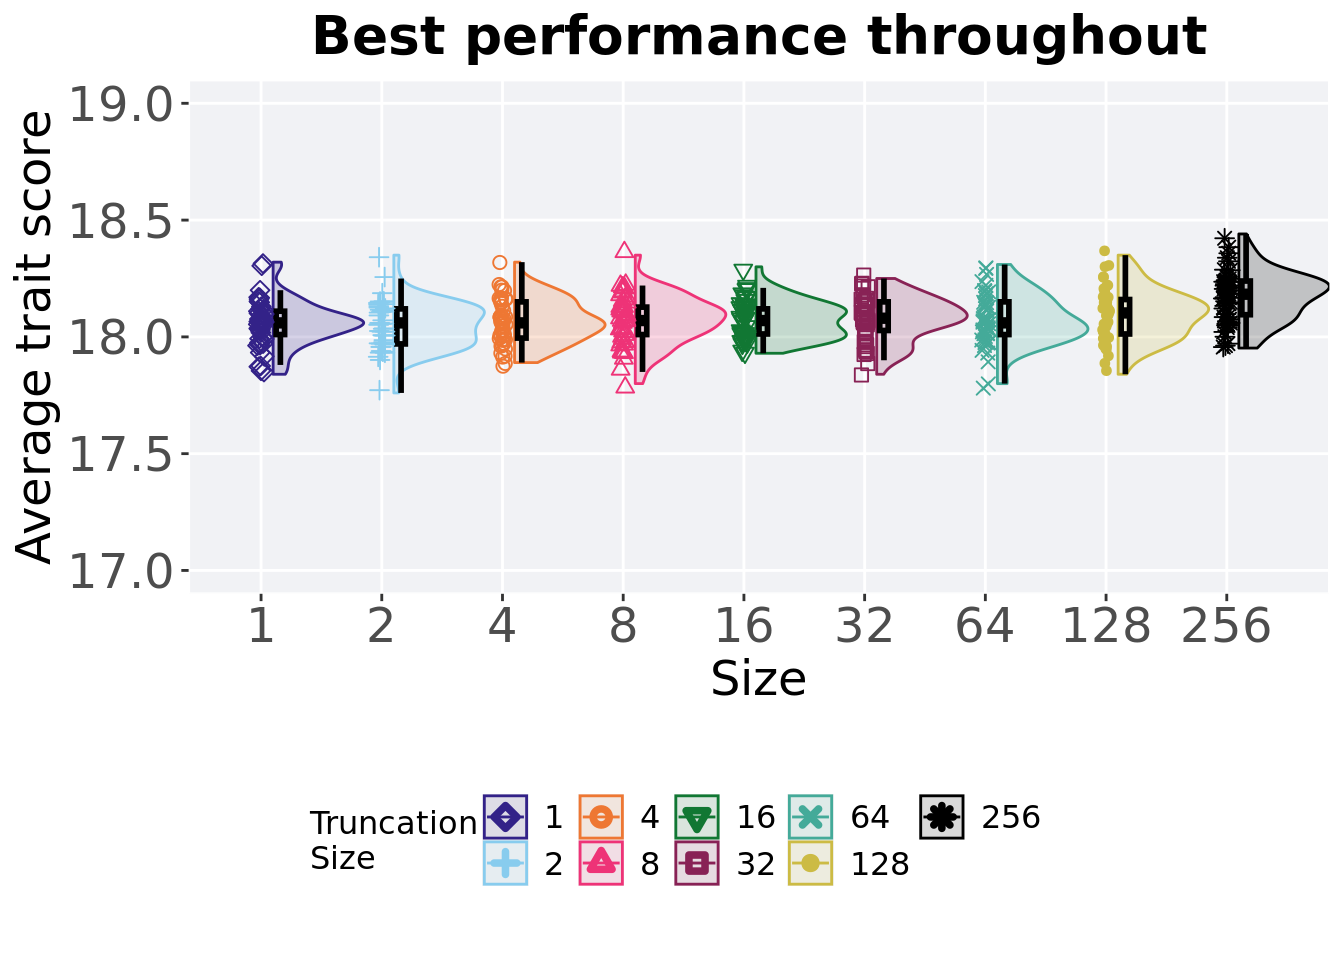 Best performance throughout
Average trait score
19.0
18.5
18.0
17.5
17.0
1 2 4 8 16 32 64 128 256
Size
Truncation
Size
1 4 16 64 256
2 8 32 128